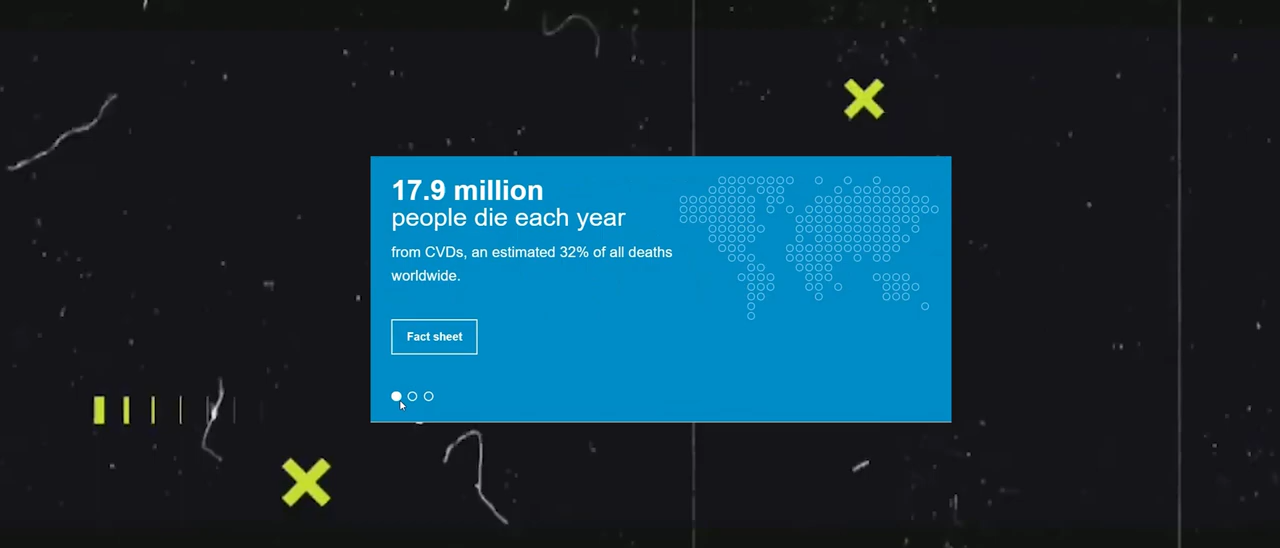 17.9 million
people die each year
from CVDs, an estimated 32% of all deaths
worldwide.
Fact sheet